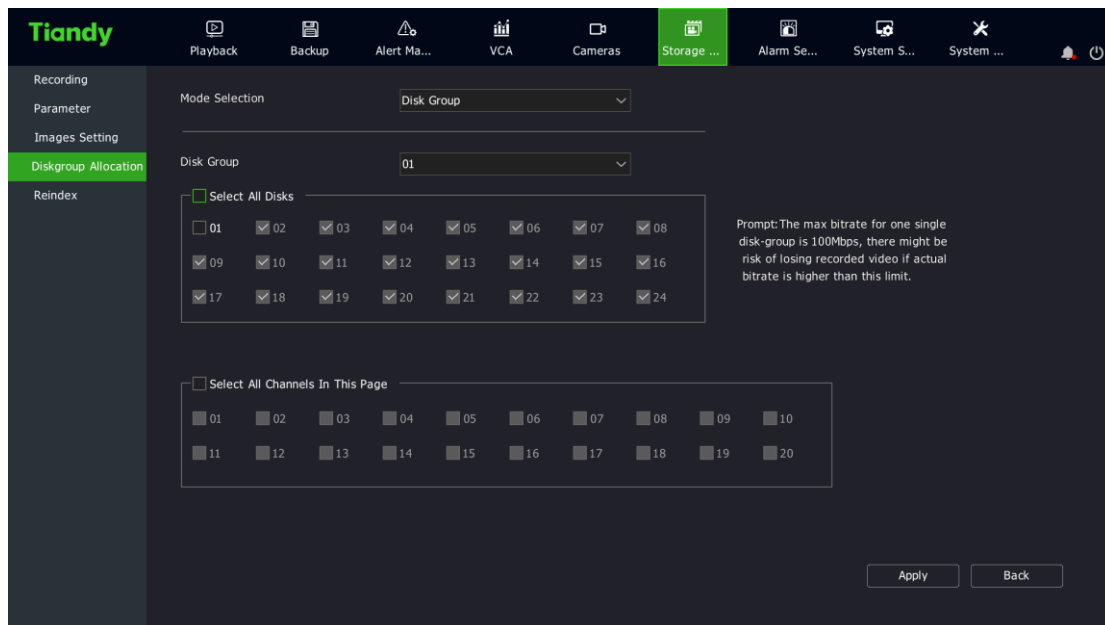 Tiandy
Playback Backup Alert Ma... VCA Cameras Storage ... Alarm Se... System S... System ...
Recording
Parameter
Images Setting
Diskgroup Allocation
Reindex
Mode Selection Disk Group
Disk Group 01
Select All Disks
01 02 03 04 05 06 07 08
09 10 11 12 13 14 15 16
17 18 19 20 21 22 23 24
Prompt:The max bitrate for one single
disk-group is 100Mbps, there might be
risk of losing recorded video if actual
bitrate is higher than this limit.
Select All Channels In This Page
01 02 03 04 05 06 07 08 09 10
11 12 13 14 15 16 17 18 19 20
Apply Back